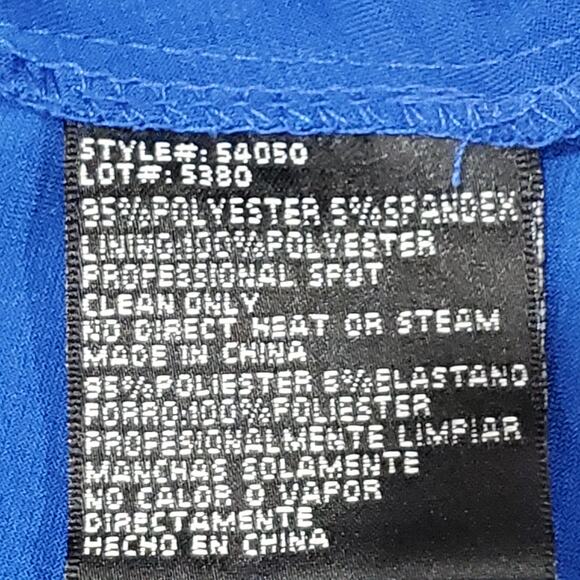 STYLE#: 54050
LOT#: 5380
95%POLYESTER 5%SPANDEX
LINING:100%POLYESTER
PROFESSIONAL SPOT
CLEAN ONLY
NO DIRECT HEAT OR STEAM
MADE IN CHINA
95%POLIESTER 5%ELASTANO
FORRO:100%POLIESTER
PROFESIONALMENTE LIMPIAR
MANCHAS SOLAMENTE
NO CALOR O VAPOR
DIRECTAMENTE
HECHO EN CHINA